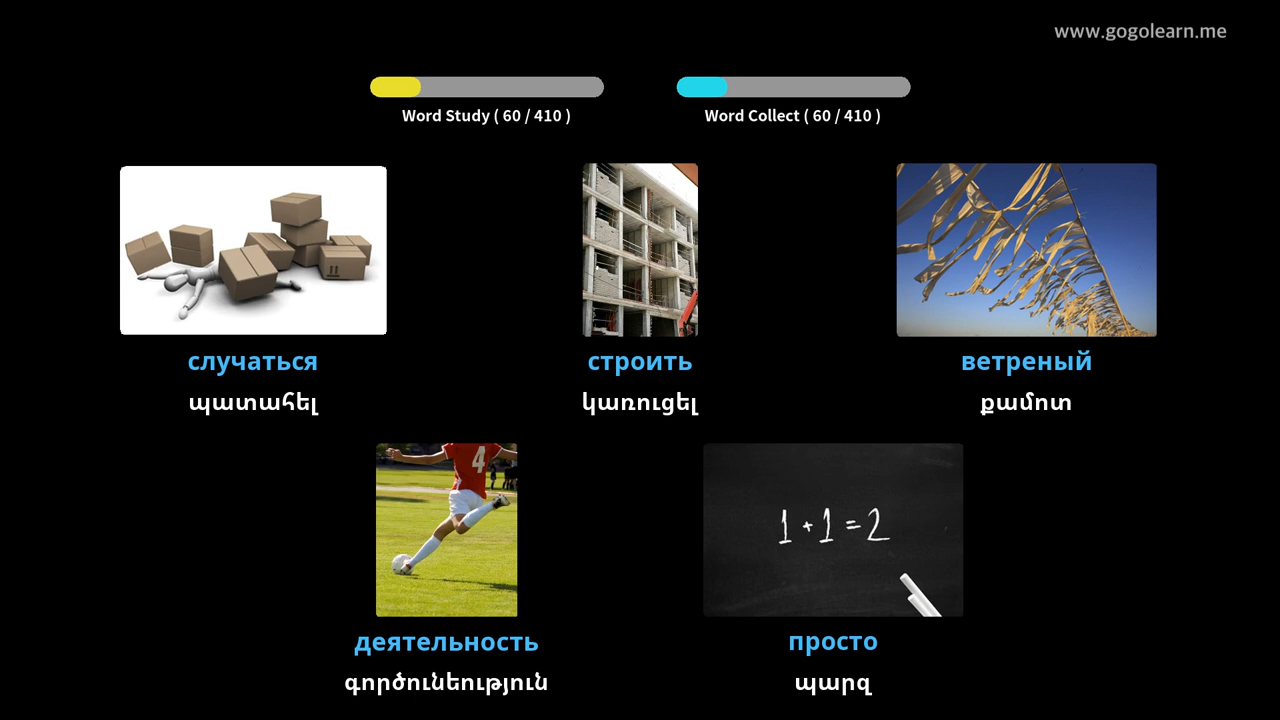 www.gogolearn.me
Word Study ( 60 / 410 )
Word Collect ( 60 / 410 )
случаться
պատահել
строить
կառուցել
ветреный
քամոտ
4
1 + 1 = 2
деятельность
գործունեություն
просто
պարզ